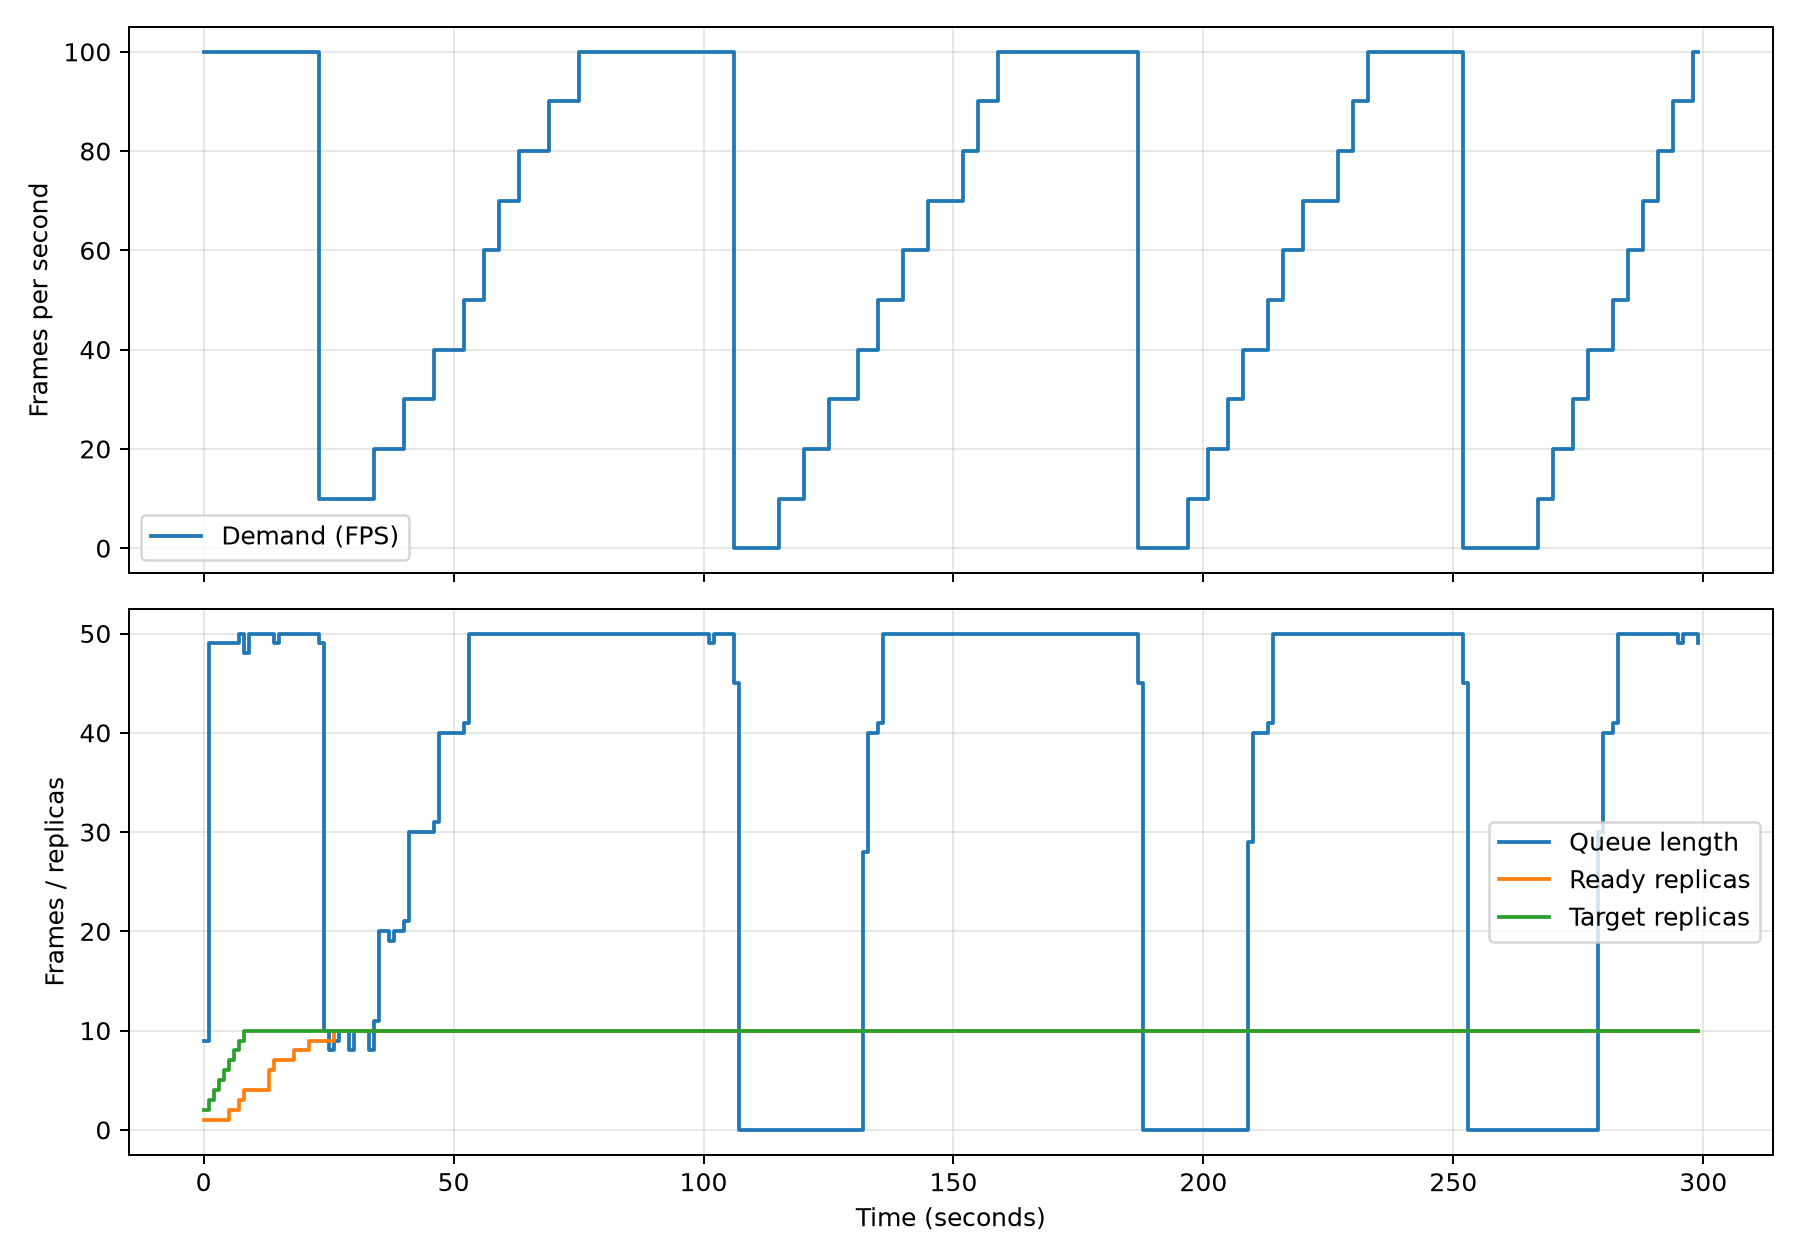 100
80
60
40
20
0
Frames per second
Demand (FPS)
50
40
30
20
10
0
Frames / replicas
Queue length
Ready replicas
Target replicas
0 50 100 150 200 250 300
Time (seconds)